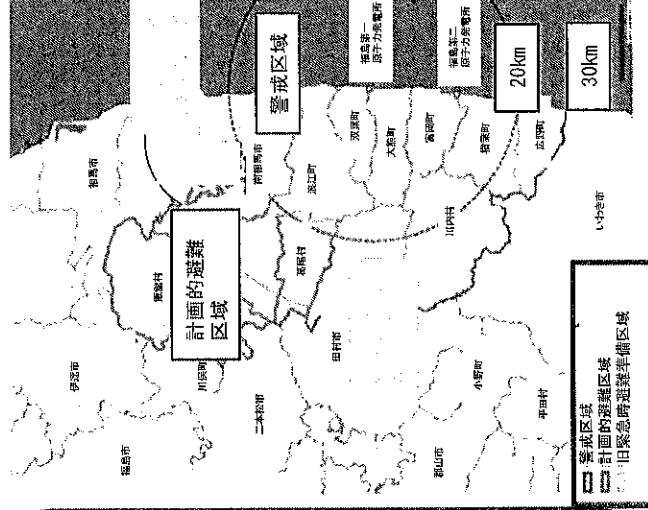 相馬市
伊達市
飯舘村
計画的避難
区域
警戒区域
南相馬市
福島市
川俣町
浪江町
二本松市
葛尾村
双葉町
福島第一
原子力発電所
大熊町
田村市
富岡町
福島第二
原子力発電所
川内村
楢葉町
20km
郡山市
小野町
広野町
30km
平田村
いわき市
警戒区域
計画的避難区域
旧緊急時避難準備区域